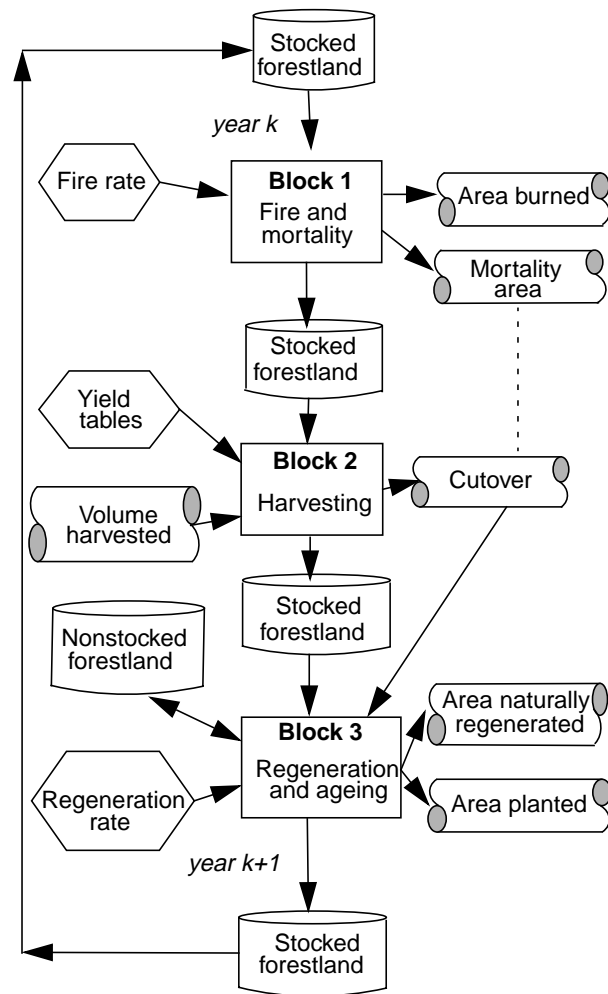 Stocked
forestland
year k
Fire rate
Block 1
Fire and
mortality
Area burned
Mortality
area
Stocked
forestland
Yield
tables
Block 2
Harvesting
Cutover
Volume
harvested
Stocked
forestland
Nonstocked
forestland
Block 3
Regeneration
and ageing
Area naturally
regenerated
Regeneration
rate
Area planted
year k+1
Stocked
forestland